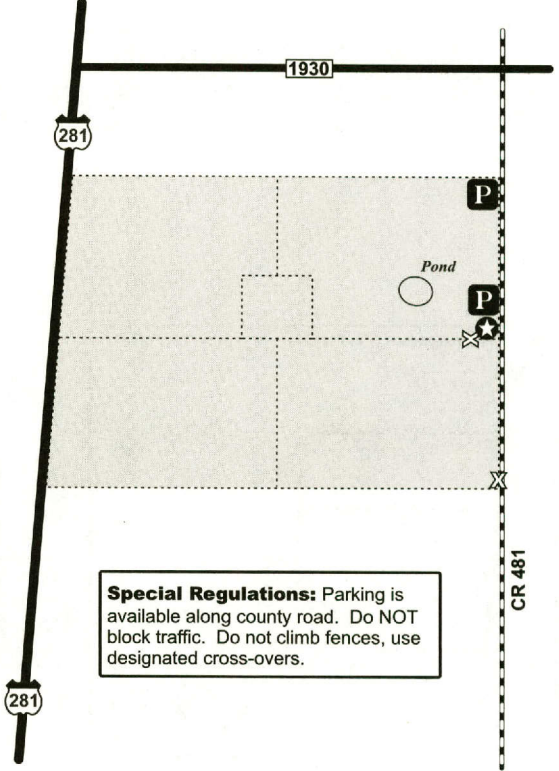 1930
281
P
Pond
P
X
X
CR 481
Special Regulations: Parking is
available along county road. Do NOT
block traffic. Do not climb fences, use
designated cross-overs.
281